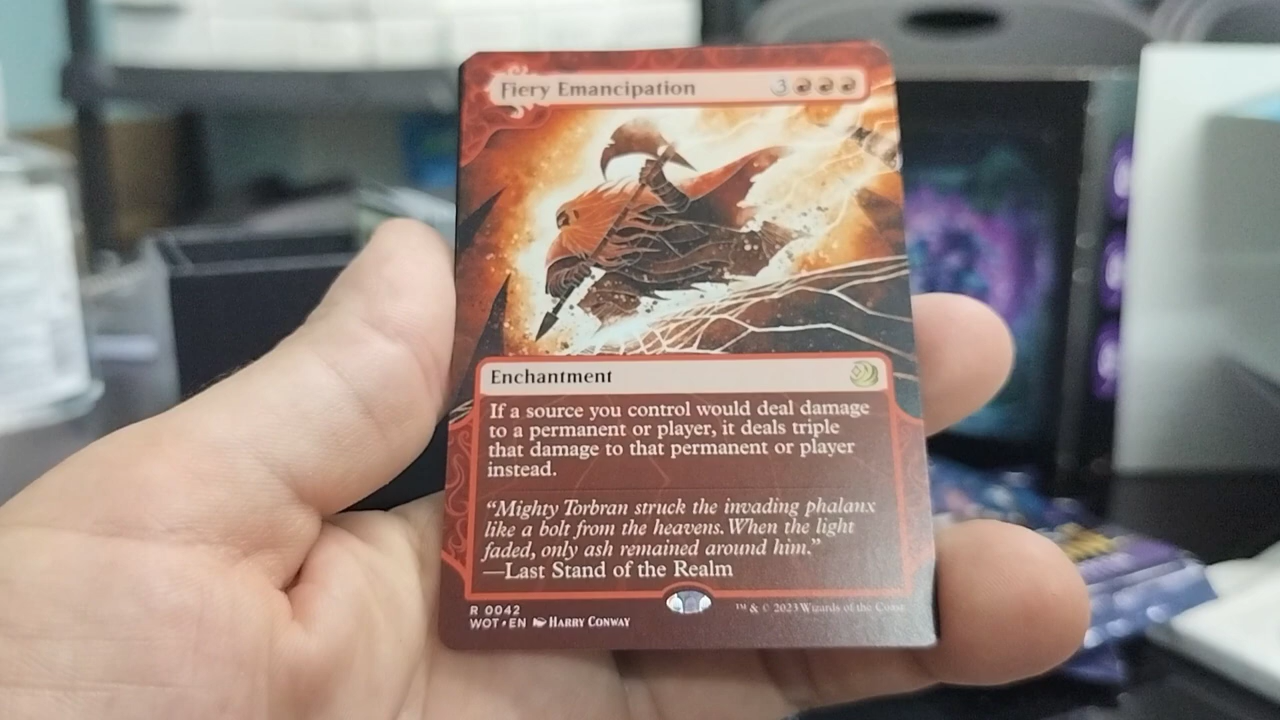 Fiery Emancipation 3
Enchantment
If a source you control would deal damage
to a permanent or player, it deals triple
that damage to that permanent or player
instead.
“Mighty Torbran struck the invading phalanx
like a bolt from the heavens. When the light
faded, only ash remained around him.”
—Last Stand of the Realm
R 0042
WOT • EN HARRY CONWAY
™ & © 2023 Wizards of the Coast